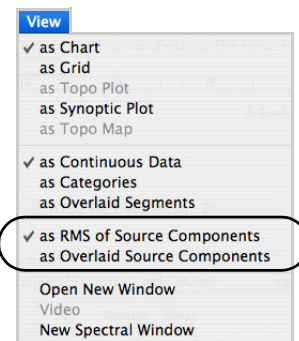 View
✓ as Chart
as Grid
as Topo Plot
as Synoptic Plot
as Topo Map
✓ as Continuous Data
as Categories
as Overlaid Segments
✓ as RMS of Source Components
as Overlaid Source Components
Open New Window
Video
New Spectral Window